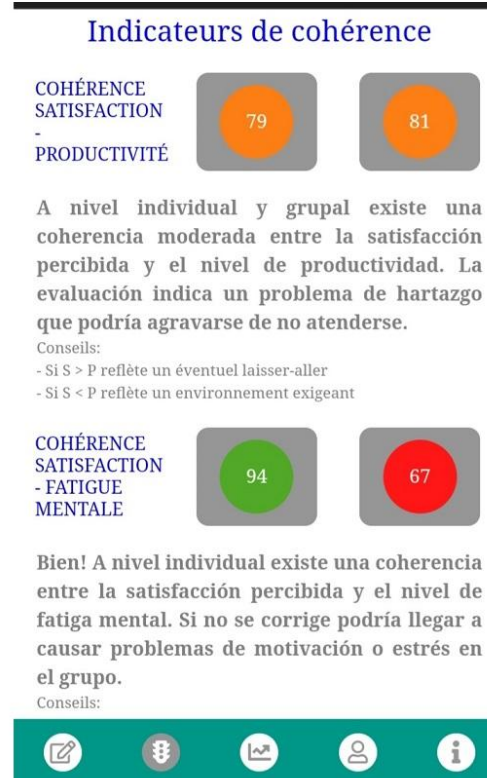 Indicateurs de cohérence
COHÉRENCE
SATISFACTION
-
PRODUCTIVITÉ
79
81
A nivel individual y grupal existe una
coherencia moderada entre la satisfacción
percibida y el nivel de productividad. La
evaluación indica un problema de hartazgo
que podría agravarse de no atenderse.
Conseils:
- Si S > P reflète un éventuel laisser-aller
- Si S < P reflète un environnement exigeant
COHÉRENCE
SATISFACTION
- FATIGUE
MENTALE
94
67
Bien! A nivel individual existe una coherencia
entre la satisfacción percibida y el nivel de
fatiga mental. Si no se corrige podría llegar a
causar problemas de motivación o estrés en
el grupo.
Conseils: